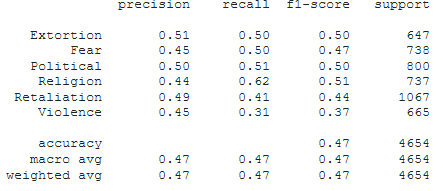 precision recall f1-score support
Extortion 0.51 0.50 0.50 647
Fear 0.45 0.50 0.47 738
Political 0.50 0.51 0.50 800
Religion 0.44 0.62 0.51 737
Retaliation 0.49 0.41 0.44 1067
Violence 0.45 0.31 0.37 665
accuracy 0.47 4654
macro avg 0.47 0.47 0.47 4654
weighted avg 0.47 0.47 0.47 4654